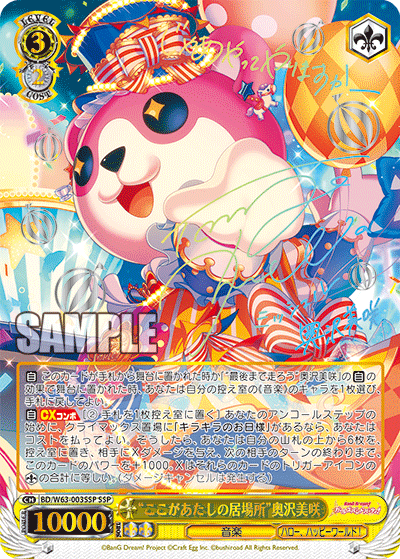 LEVEL
3
2
COST
SAMPLE
自 このカードが手札から舞台に置かれた時か「“最後まで走ろう”奥沢美咲」の自の
効果で舞台に置かれた時、あなたは自分の控え室の《音楽》のキャラを1枚選び、
手札に戻してよい。
自 CXコンボ [② 手札を1枚控え室に置く] あなたのアンコールステップの
始めに、クライマックス置場に「キラキラのお日様」があるなら、あなたは
コストを払ってよい。そうしたら、あなたは自分の山札の上から6枚を、
控え室に置き、相手にXダメージを与え、次の相手のターンの終わりまで、
このカードのパワーを+1000。Xはそれらのカードのトリガーアイコンの
の合計に等しい。(ダメージキャンセルは発生する)
CH BD/W63-003SSP SSP
10000
SOUL
“ここがあたしの居場所”奥沢美咲
音楽
ハロー、ハッピーワールド!
©BanG Dream! Project ©Craft Egg Inc. ©bushiroad All Rights Reserved.